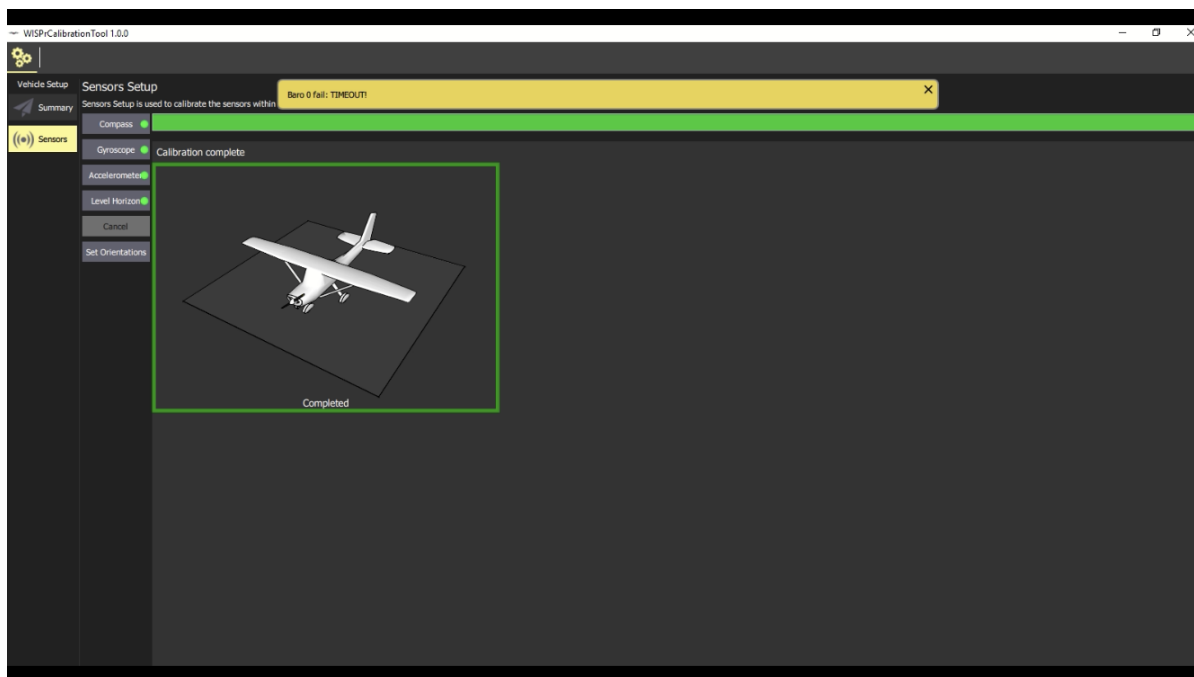 WISPrCalibrationTool 1.0.0
Vehicle Setup
Summary
Sensors
Sensors Setup
Sensors Setup is used to calibrate the sensors within
Baro 0 fail: TIMEOUT!
Compass
Gyroscope
Accelerometer
Level Horizon
Cancel
Set Orientations
Calibration complete
Completed